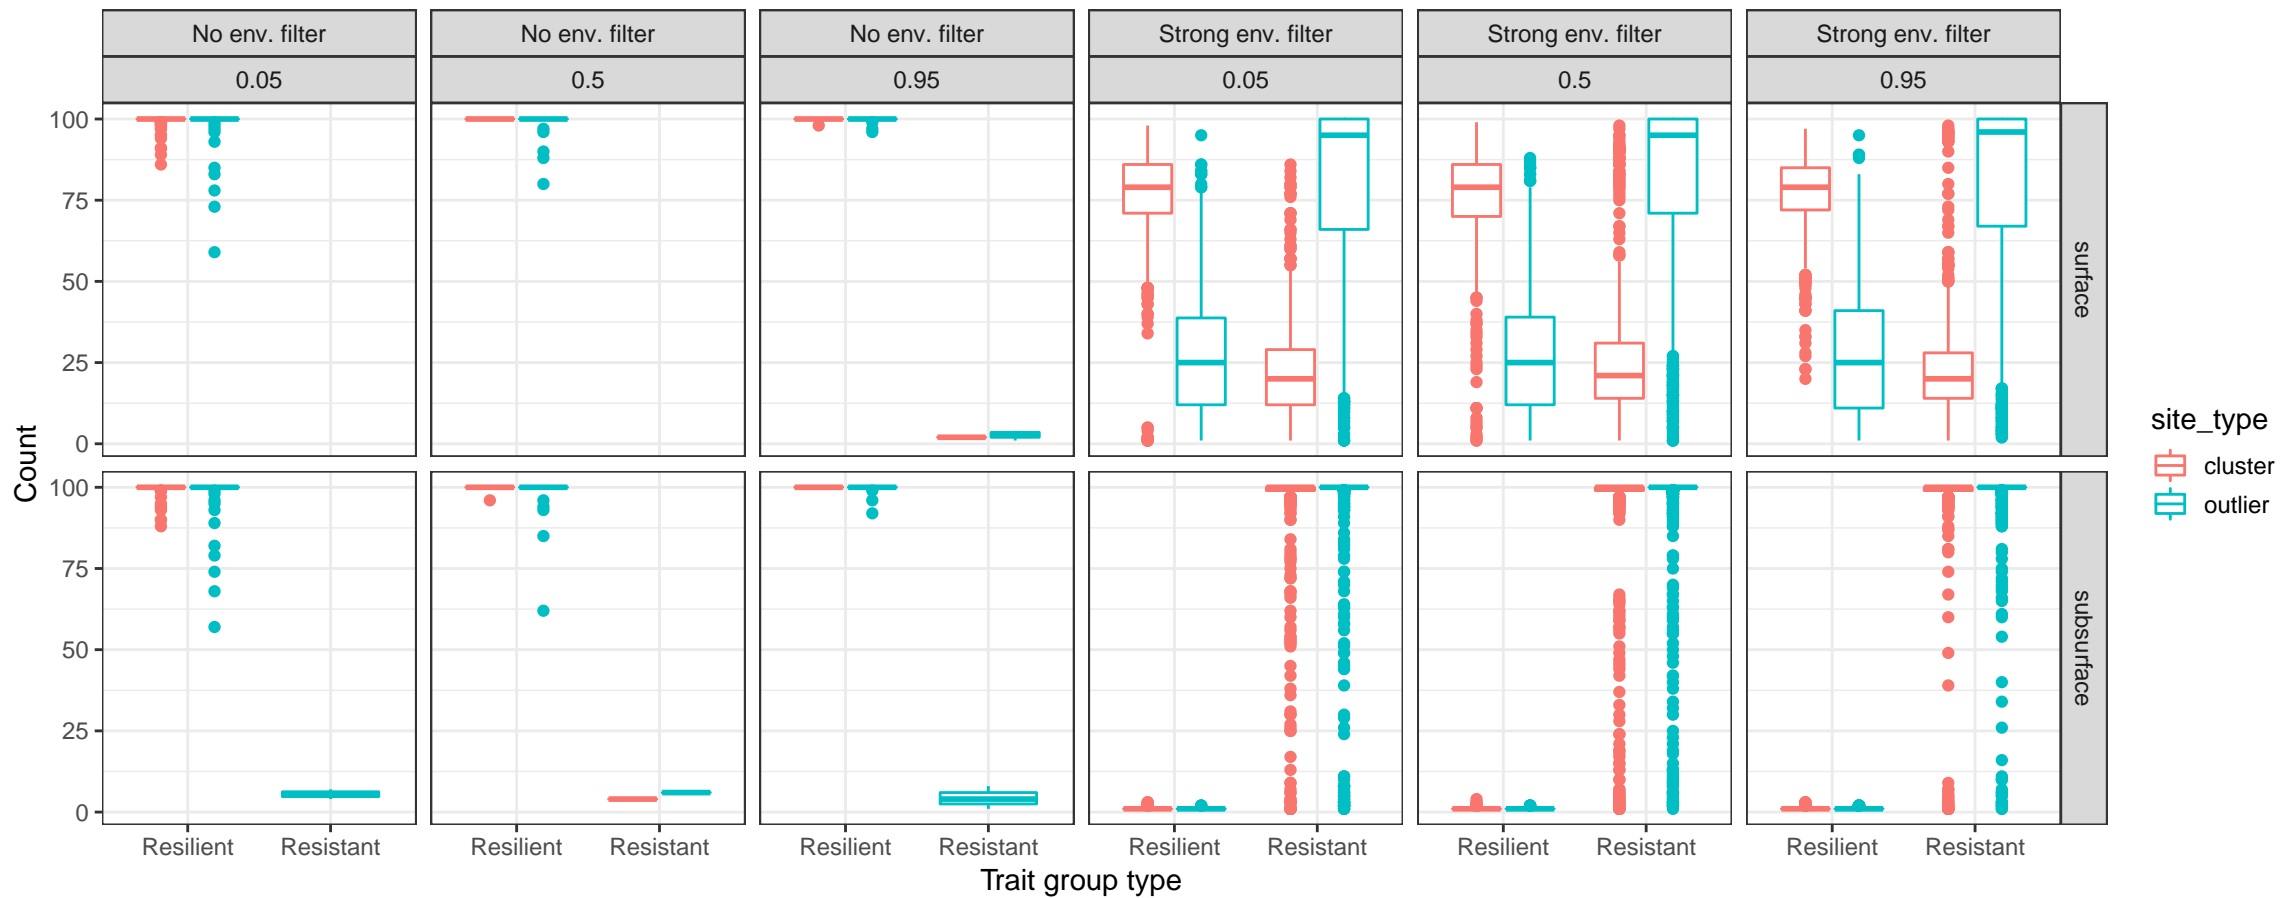 No env. filter No env. filter No env. filter Strong env. filter Strong env. filter Strong env. filter
0.05 0.5 0.95 0.05 0.5 0.95
100
75
50
25
0
surface
100
75
50
25
0
subsurface
Count
Resilient Resistant Resilient Resistant Resilient Resistant Resilient Resistant Resilient Resistant Resilient Resistant
Trait group type
site_type
cluster
outlier